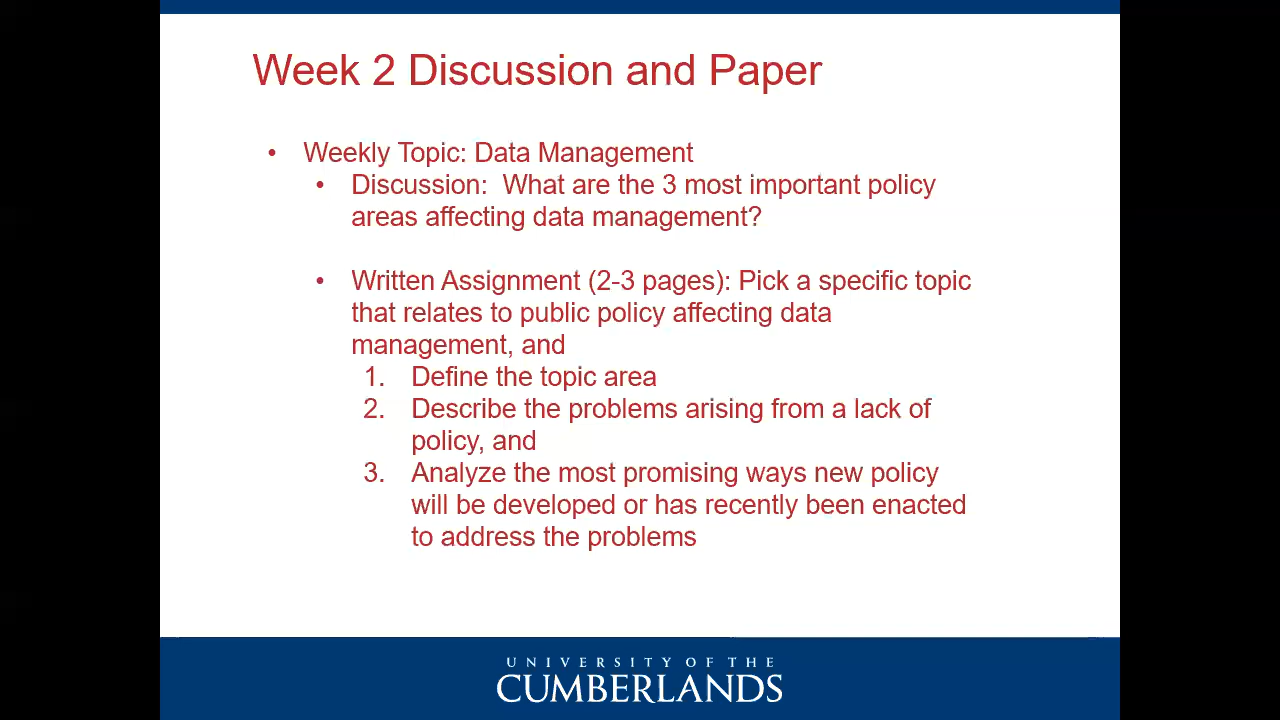 Week 2 Discussion and Paper
• Weekly Topic: Data Management
• Discussion:  What are the 3 most important policy
areas affecting data management?
• Written Assignment (2-3 pages): Pick a specific topic
that relates to public policy affecting data
management, and
1. Define the topic area
2. Describe the problems arising from a lack of
policy, and
3. Analyze the most promising ways new policy
will be developed or has recently been enacted
to address the problems
UNIVERSITY OF THE
CUMBERLANDS